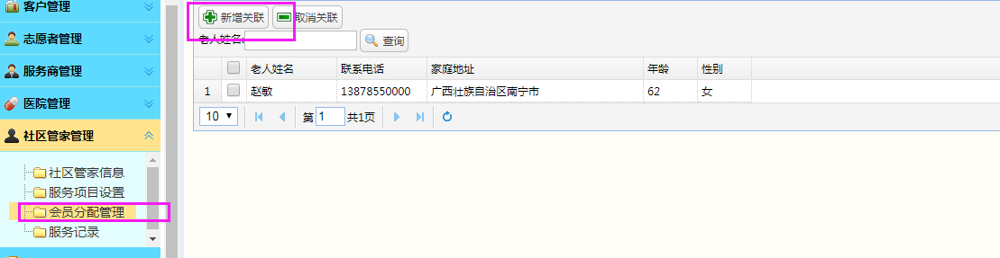 客户管理
志愿者管理
服务商管理
医院管理
社区管家管理
社区管家信息
服务项目设置
会员分配管理
服务记录
新增关联 取消关联
老人姓名: 查询
老人姓名 联系电话 家庭地址 年龄 性别
1 赵敏 13878550000 广西壮族自治区南宁市 62 女
10 第 1 共1页